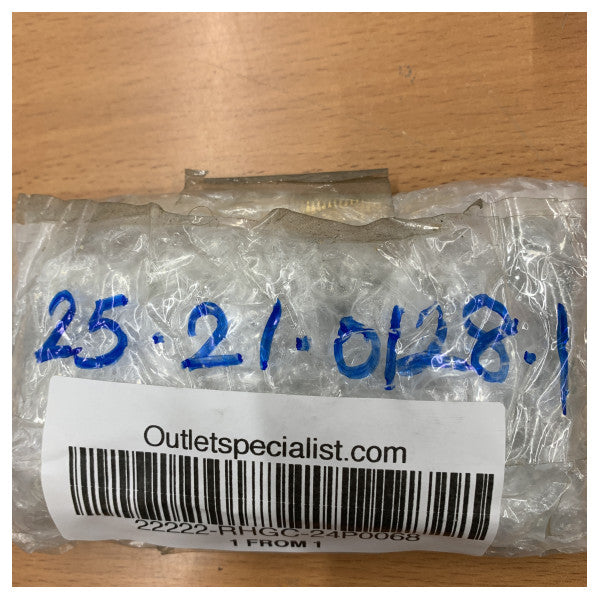 25.21.0128.1
Outletspecialist.com
22222-RHGC-24P0068
1 FROM 1